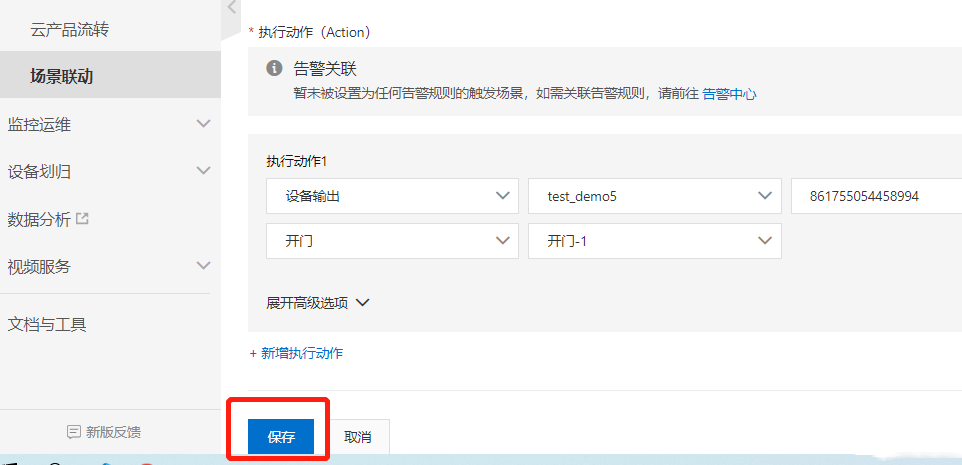 云产品流转
场景联动
监控运维
设备划归
数据分析
视频服务
文档与工具
新版反馈
* 执行动作（Action）
告警关联
暂未被设置为任何告警规则的触发场景，如需关联告警规则，请前往 告警中心
执行动作1
设备输出 test_demo5 861755054458994
开门 开门-1
展开高级选项
+ 新增执行动作
保存 取消